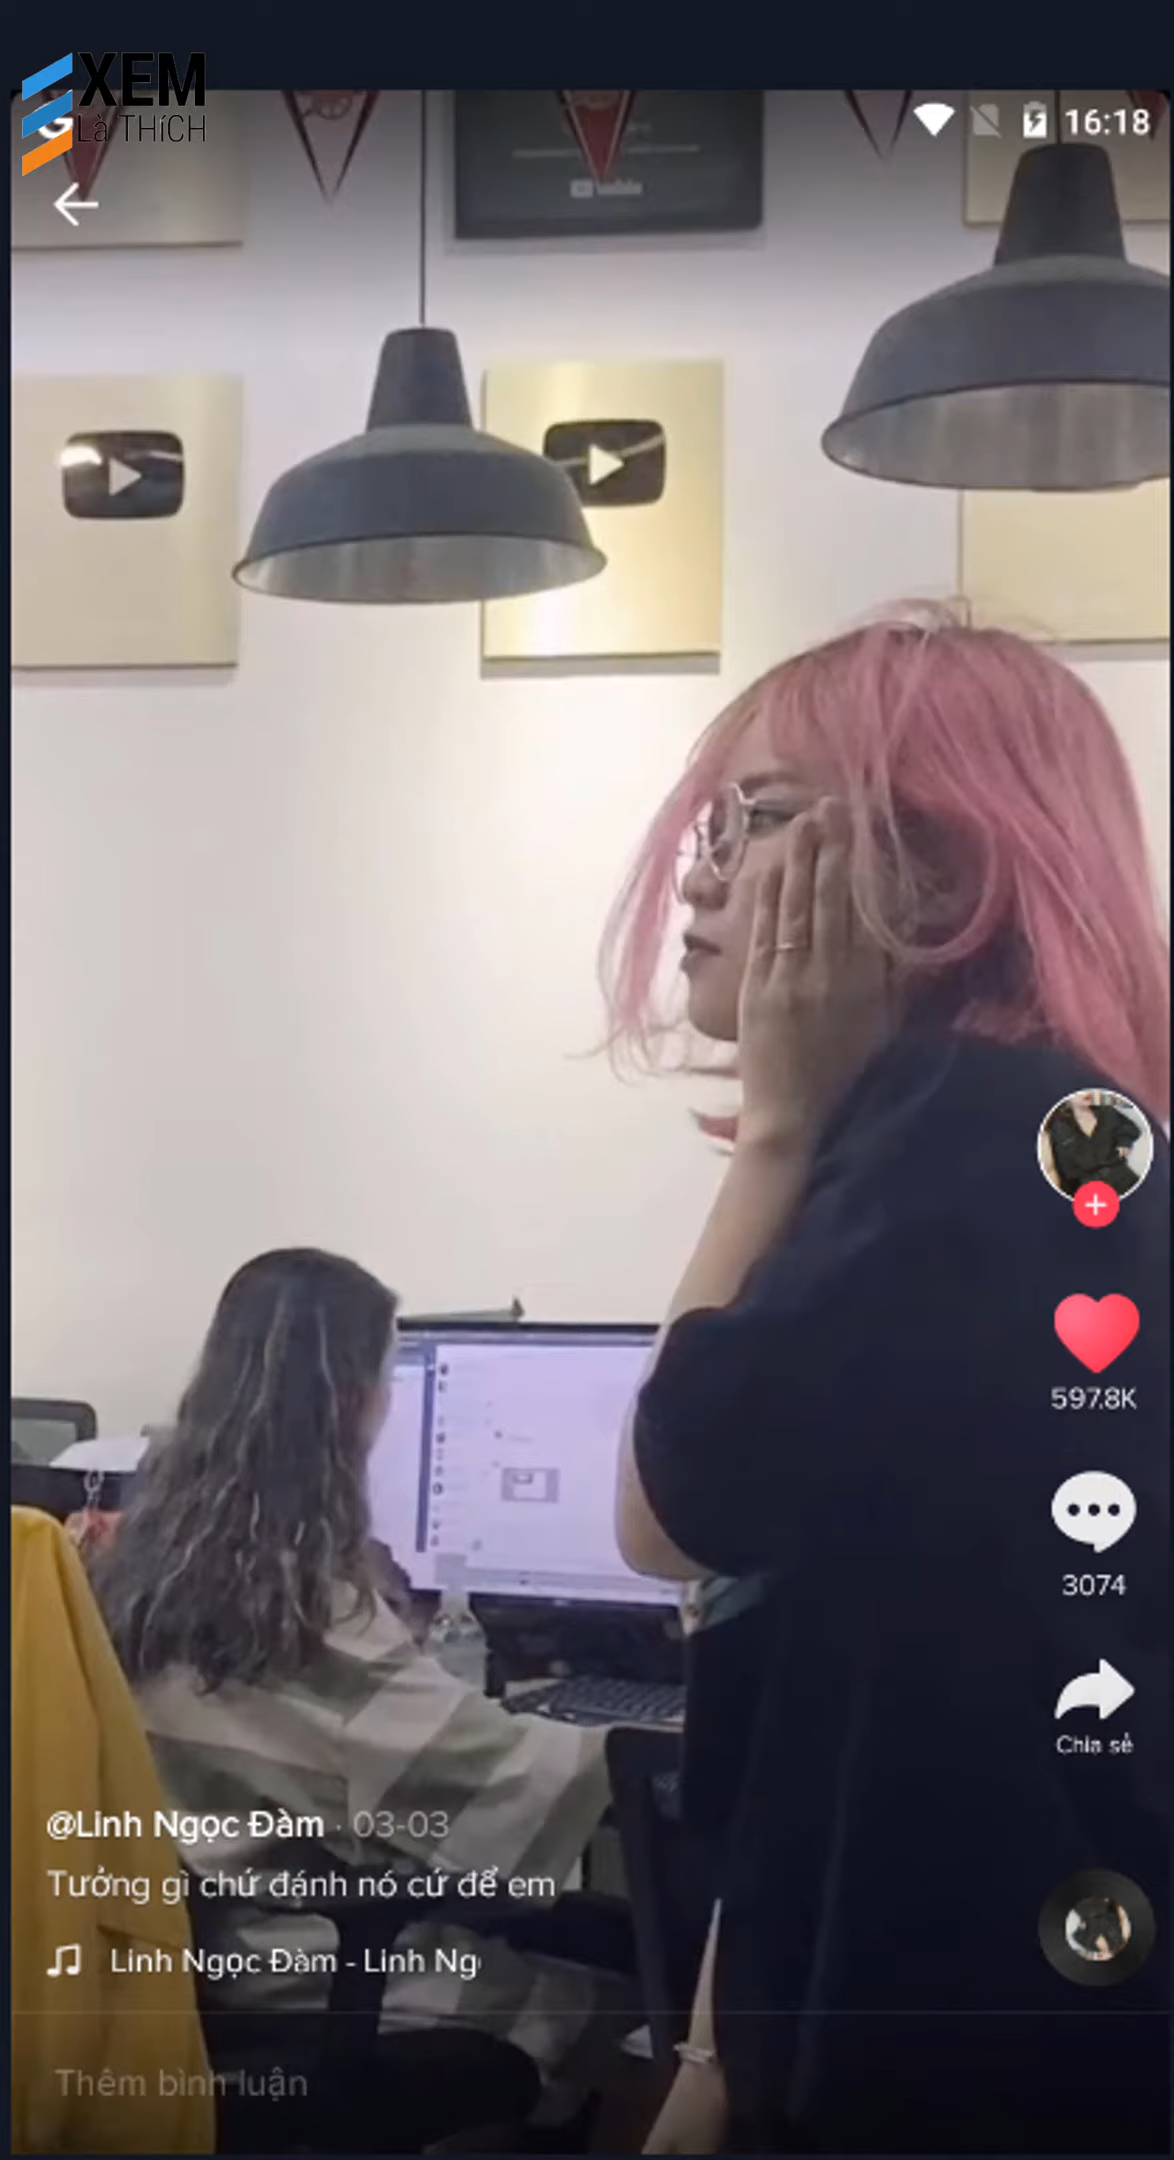 XEM
Là THíCH
16:18
597.8K
3074
Chia sẻ
@Linh Ngọc Đàm · 03-03
Tưởng gì chứ đánh nó cứ để em
Linh Ngọc Đàm - Linh Ng
Thêm bình luận